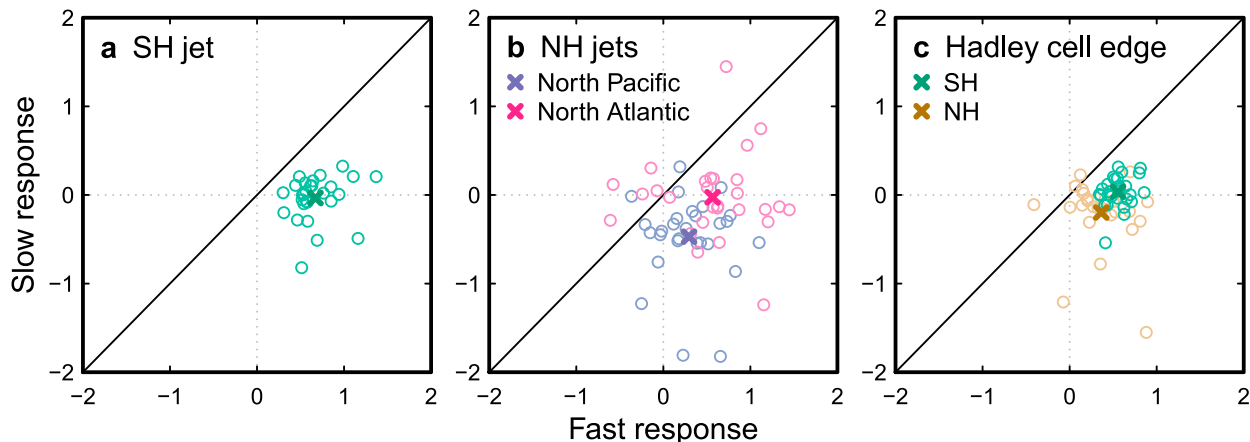 a SH jet
b NH jets
North Pacific
North Atlantic
c Hadley cell edge
SH
NH
Slow response
2
1
0
−1
−2
−2 −1 0 1 2
2
1
0
−1
−2
−2 −1 0 1 2
2
1
0
−1
−2
−2 −1 0 1 2
Fast response